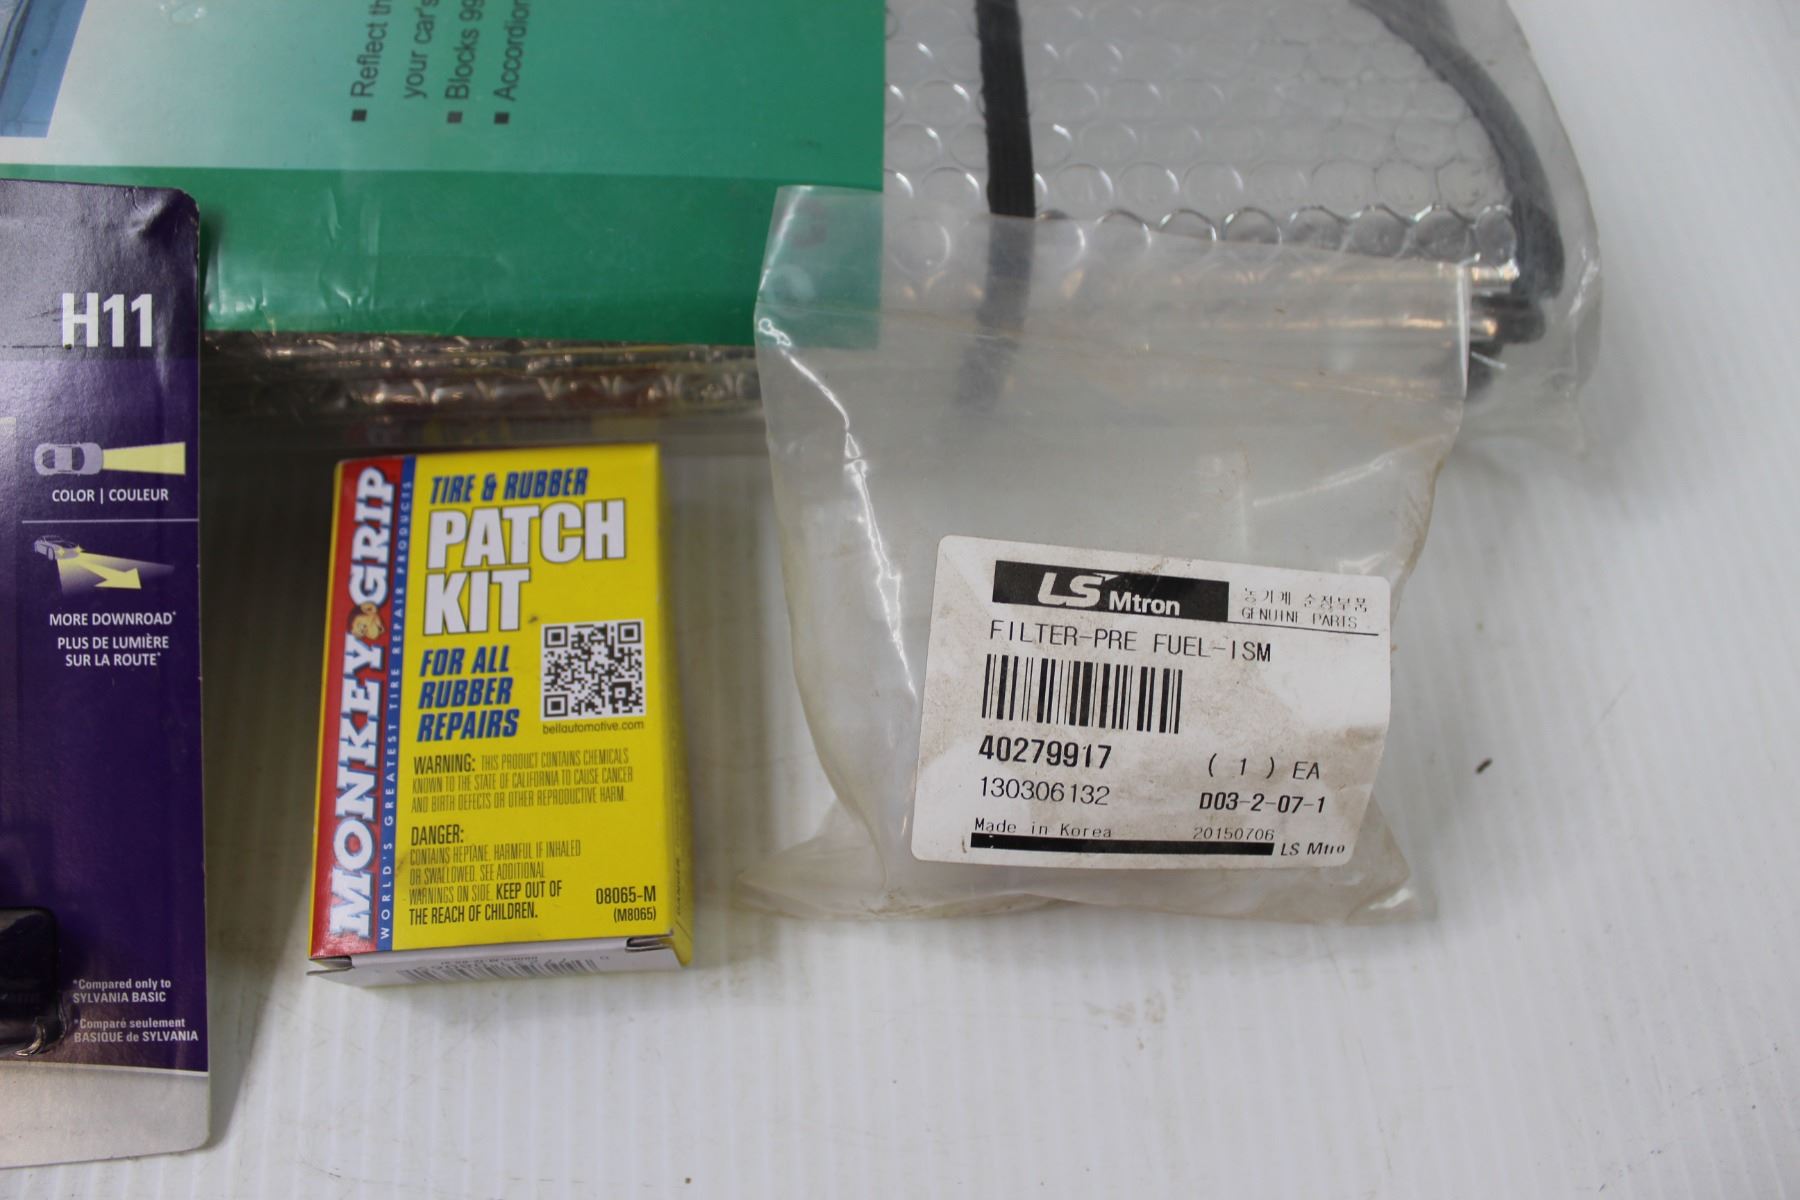 Reflect th
your car's
Blocks 99
Accordion
H11
COLOR | COULEUR
MORE DOWNROAD*
PLUS DE LUMIÈRE
SUR LA ROUTE*
*Compared only to
SYLVANIA BASIC
*Comparé seulement
BASIQUE de SYLVANIA
MONKEY GRIP
WORLD'S GREATEST TIRE REPAIR PRODUCTS
TIRE & RUBBER
PATCH
KIT
FOR ALL
RUBBER
REPAIRS
bellautomotive.com
WARNING: THIS PRODUCT CONTAINS CHEMICALS
KNOWN TO THE STATE OF CALIFORNIA TO CAUSE CANCER
AND BIRTH DEFECTS OR OTHER REPRODUCTIVE HARM.
DANGER:
CONTAINS HEPTANE. HARMFUL IF INHALED
OR SWALLOWED. SEE ADDITIONAL
WARNINGS ON SIDE. KEEP OUT OF
THE REACH OF CHILDREN.
08065-M
(M8065)
LS Mtron
농기계 순정부품
GENUINE PARTS
FILTER-PRE FUEL-ISM
40279917
( 1 ) EA
130306132
D03-2-07-1
Made in Korea
20150706
LS Mtro